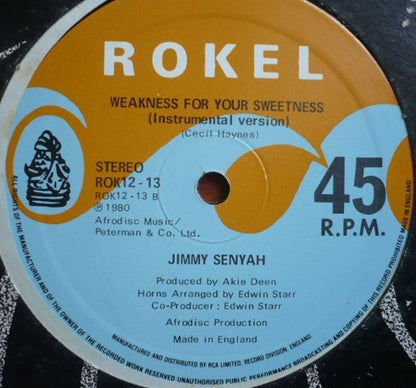 ROKEL
WEAKNESS FOR YOUR SWEETNESS
(Instrumental version)
(Cecil Haynes)
STEREO
ROK12 - 13
ROK12 - 13 B
℗ 1980
Afrodisc Music/
Peterman & Co. Ltd.
45
R.P.M.
JIMMY SENYAH
Produced by Akie Deen
Horns Arranged by Edwin Starr
Co-Producer : Edwin Starr
Afrodisc Production
Made in England
MANUFACTURED AND DISTRIBUTED BY RCA LIMITED, RECORD DIVISION, ENGLAND.
ALL RIGHTS OF THE MANUFACTURER AND OF THE OWNER OF THE RECORDED WORK RESERVED UNAUTHORISED PUBLIC PERFORMANCE BROADCASTING AND COPYING OF THIS RECORD PROHIBITED MADE IN ENGLAND